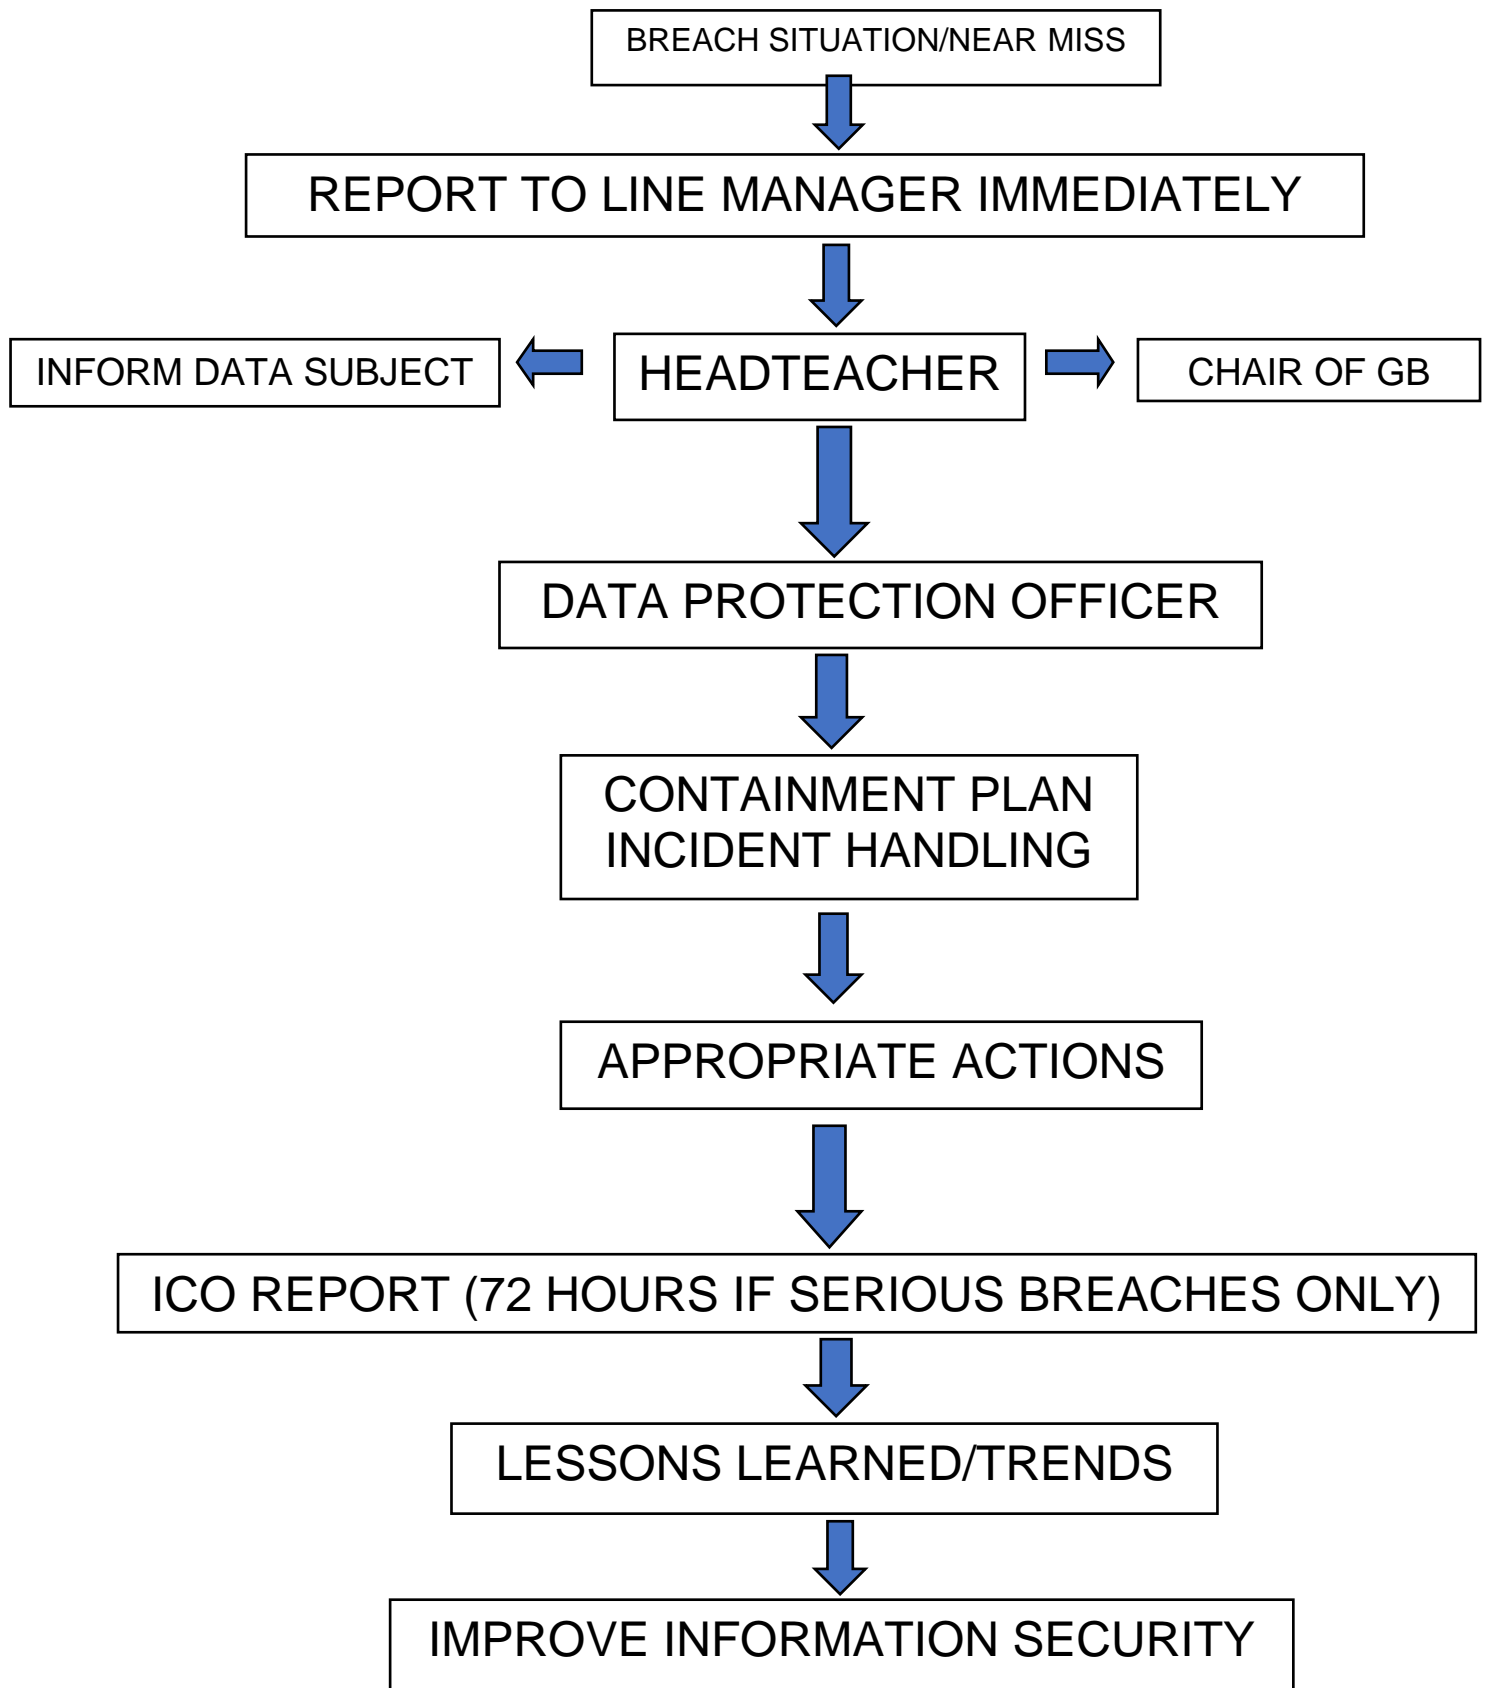 BREACH SITUATION/NEAR MISS
REPORT TO LINE MANAGER IMMEDIATELY
INFORM DATA SUBJECT
HEADTEACHER
CHAIR OF GB
DATA PROTECTION OFFICER
CONTAINMENT PLAN
INCIDENT HANDLING
APPROPRIATE ACTIONS
ICO REPORT (72 HOURS IF SERIOUS BREACHES ONLY)
LESSONS LEARNED/TRENDS
IMPROVE INFORMATION SECURITY